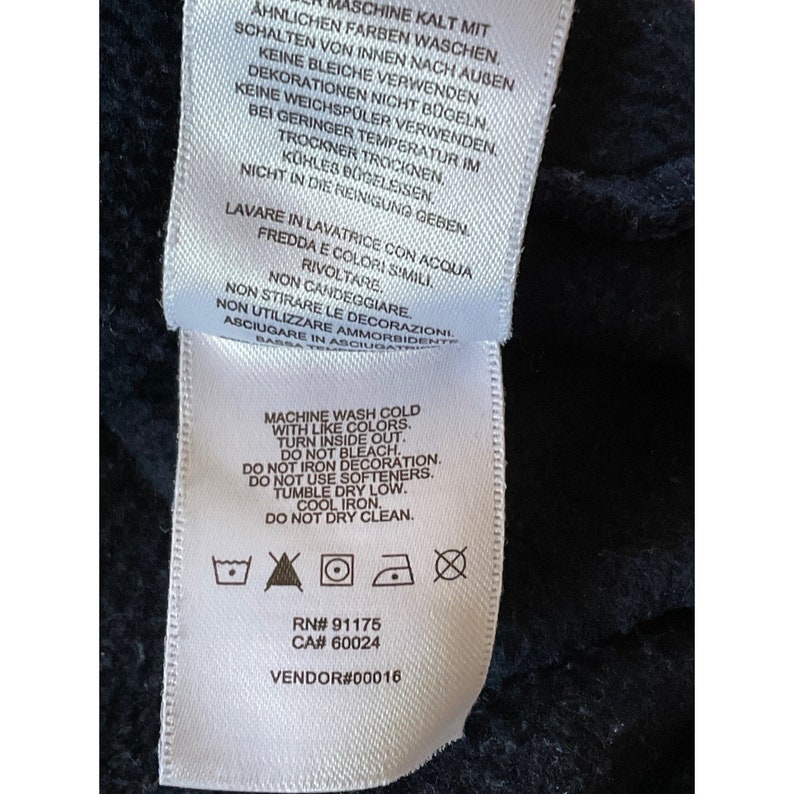 MASCHINE KALT MIT
ÄHNLICHEN FARBEN WASCHEN.
SCHALTEN VON INNEN NACH AUßEN
KEINE BLEICHE VERWENDEN
DEKORATIONEN NICHT BÜGELN.
KEINE WEICHSPÜLER VERWENDEN.
BEI GERINGER TEMPERATUR IM
TROCKNER TROCKNEN.
KÜHLES BÜGELEISEN.
NICHT IN DIE REINIGUNG GEBEN.
LAVARE IN LAVATRICE CON ACQUA
FREDDA E COLORI SIMILI.
RIVOLTARE.
NON CANDEGGIARE.
NON STIRARE LE DECORAZIONI.
NON UTILIZZARE AMMORBIDENTE
ASCIUGARE IN ASCIUGATRICE
BASSA
MACHINE WASH COLD
WITH LIKE COLORS.
TURN INSIDE OUT.
DO NOT BLEACH.
DO NOT IRON DECORATION.
DO NOT USE SOFTENERS.
TUMBLE DRY LOW.
COOL IRON.
DO NOT DRY CLEAN.
RN# 91175
CA# 60024
VENDOR#00016